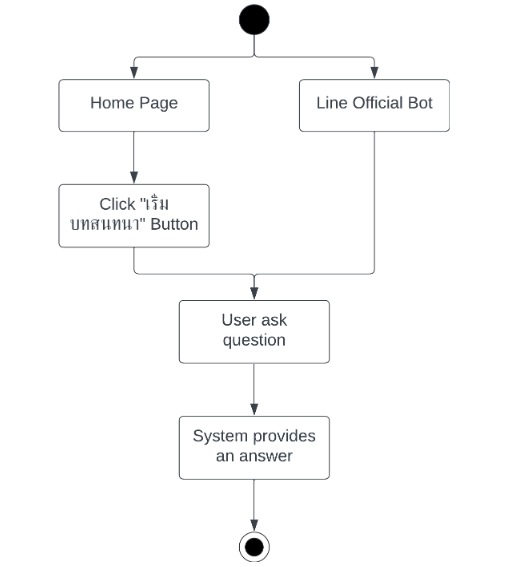 Home Page
Line Official Bot
Click "เริ่ม
บทสนทนา" Button
User ask
question
System provides
an answer